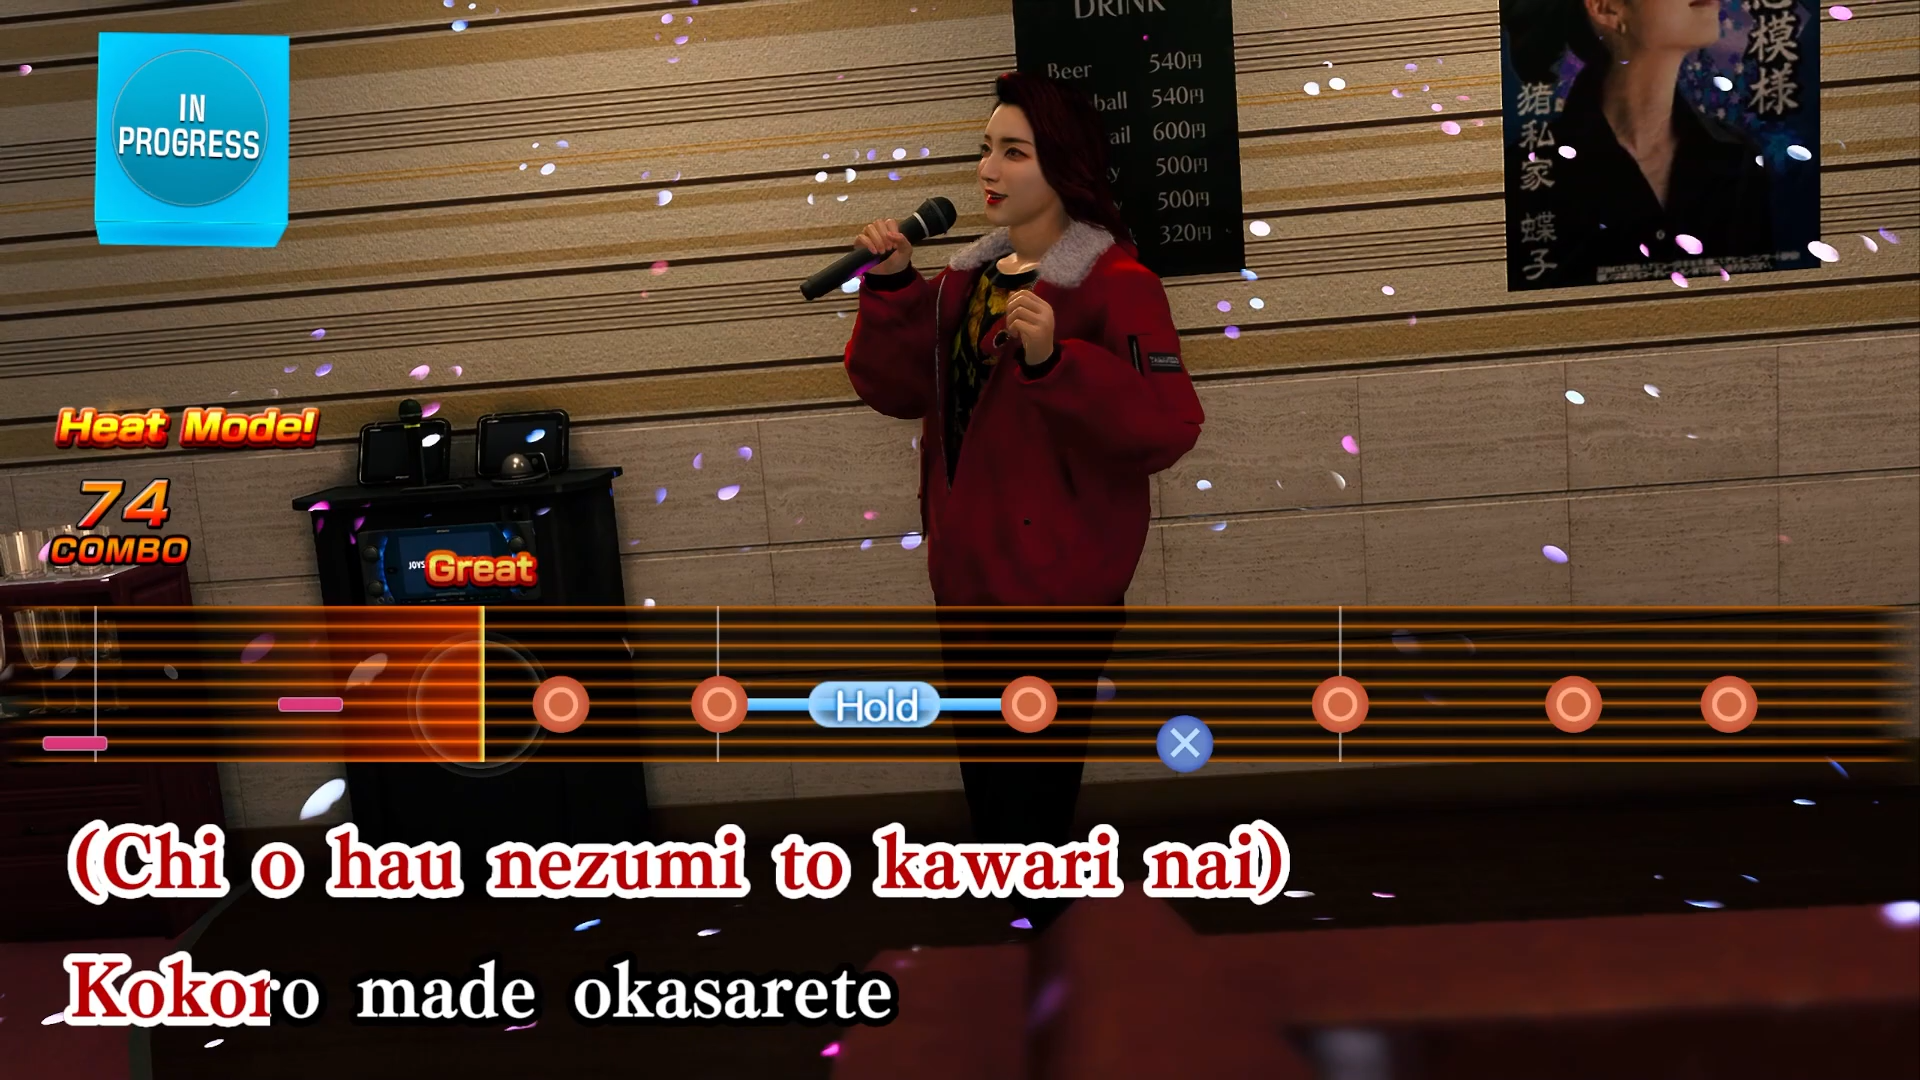 DRINK
Beer 540円
540円
600円
500円
500円
320円
模様
猪私家 蝶子
IN
PROGRESS
Heat Mode!
74
COMBO
Great
Hold
(Chi o hau nezumi to kawari nai)
Kokoro made okasarete